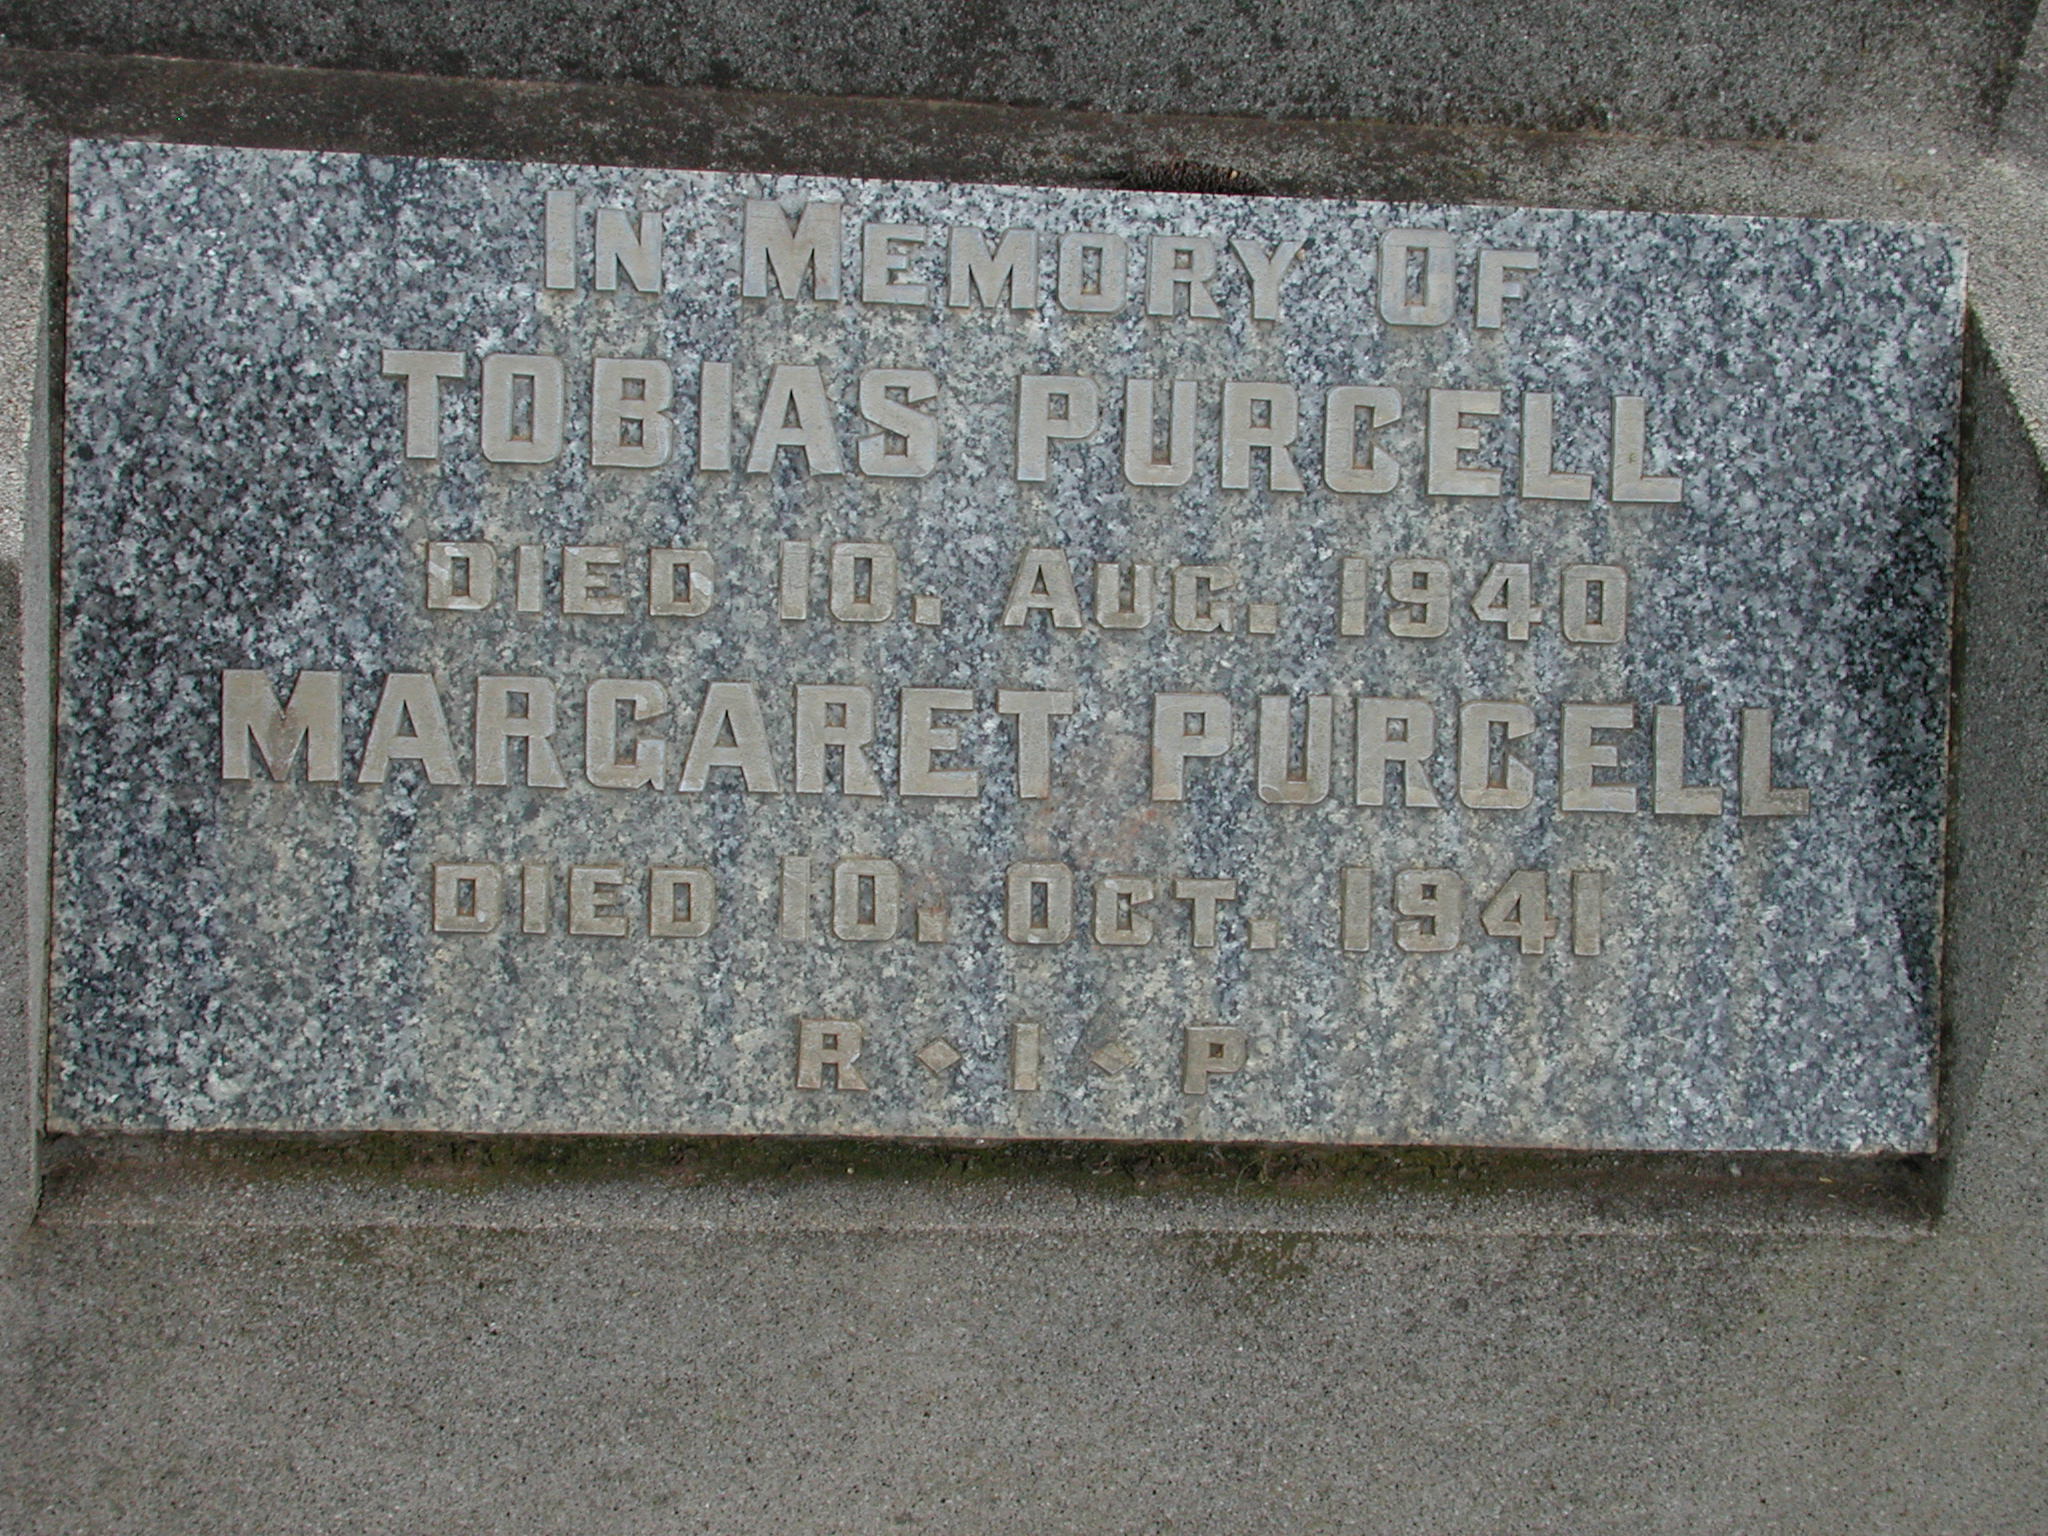 In Memory Of
TOBIAS PURCELL
DIED 10. AUG. 1940
MARGARET PURCELL
DIED 10. OCT. 1941
R · I · P